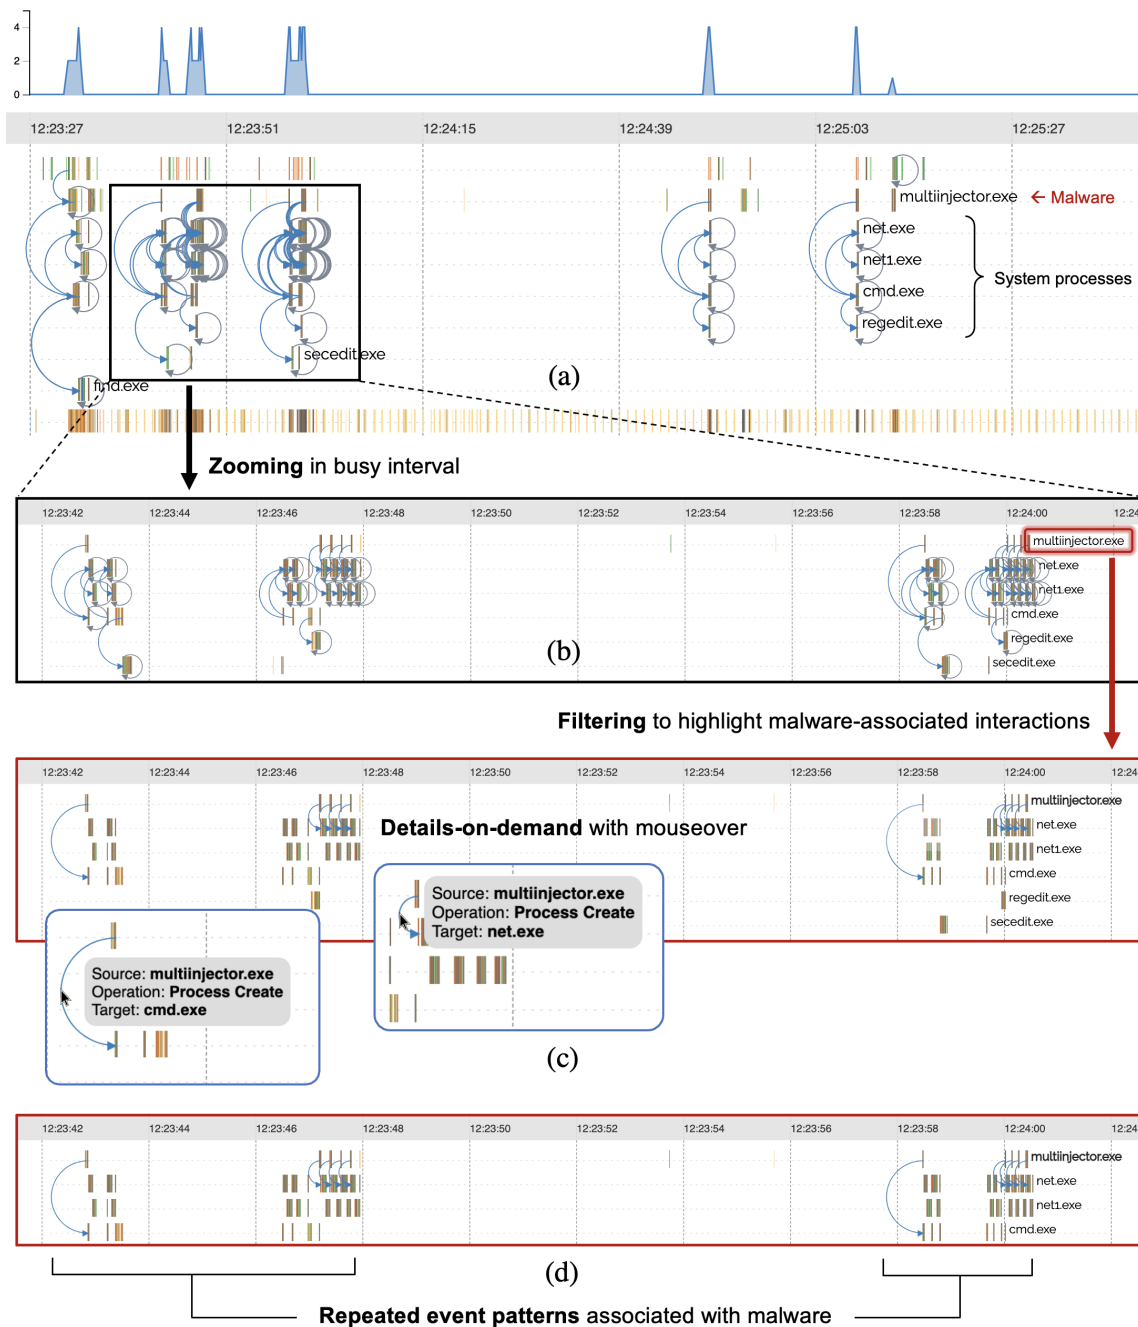 4
2
0
12:23:27 12:23:51 12:24:15 12:24:39 12:25:03 12:25:27
multiinjector.exe ← Malware
net.exe
net1.exe
System processes
cmd.exe
regedit.exe
secedit.exe
(a)
find.exe
Zooming in busy interval
12:23:42 12:23:44 12:23:46 12:23:48 12:23:50 12:23:52 12:23:54 12:23:56 12:23:58 12:24:00 12:24
multiinjector.exe
net.exe
net1.exe
cmd.exe
regedit.exe
(b)
secedit.exe
Filtering to highlight malware-associated interactions
12:23:42 12:23:44 12:23:46 12:23:48 12:23:50 12:23:52 12:23:54 12:23:56 12:23:58 12:24:00 12:24
multiinjector.exe
net.exe
Details-on-demand with mouseover
net1.exe
cmd.exe
regedit.exe
secedit.exe
Source: multiinjector.exe
Operation: Process Create
Target: net.exe
Source: multiinjector.exe
Operation: Process Create
Target: cmd.exe
(c)
12:23:42 12:23:44 12:23:46 12:23:48 12:23:50 12:23:52 12:23:54 12:23:56 12:23:58 12:24:00 12:24
multiinjector.exe
net.exe
net1.exe
cmd.exe
(d)
Repeated event patterns associated with malware